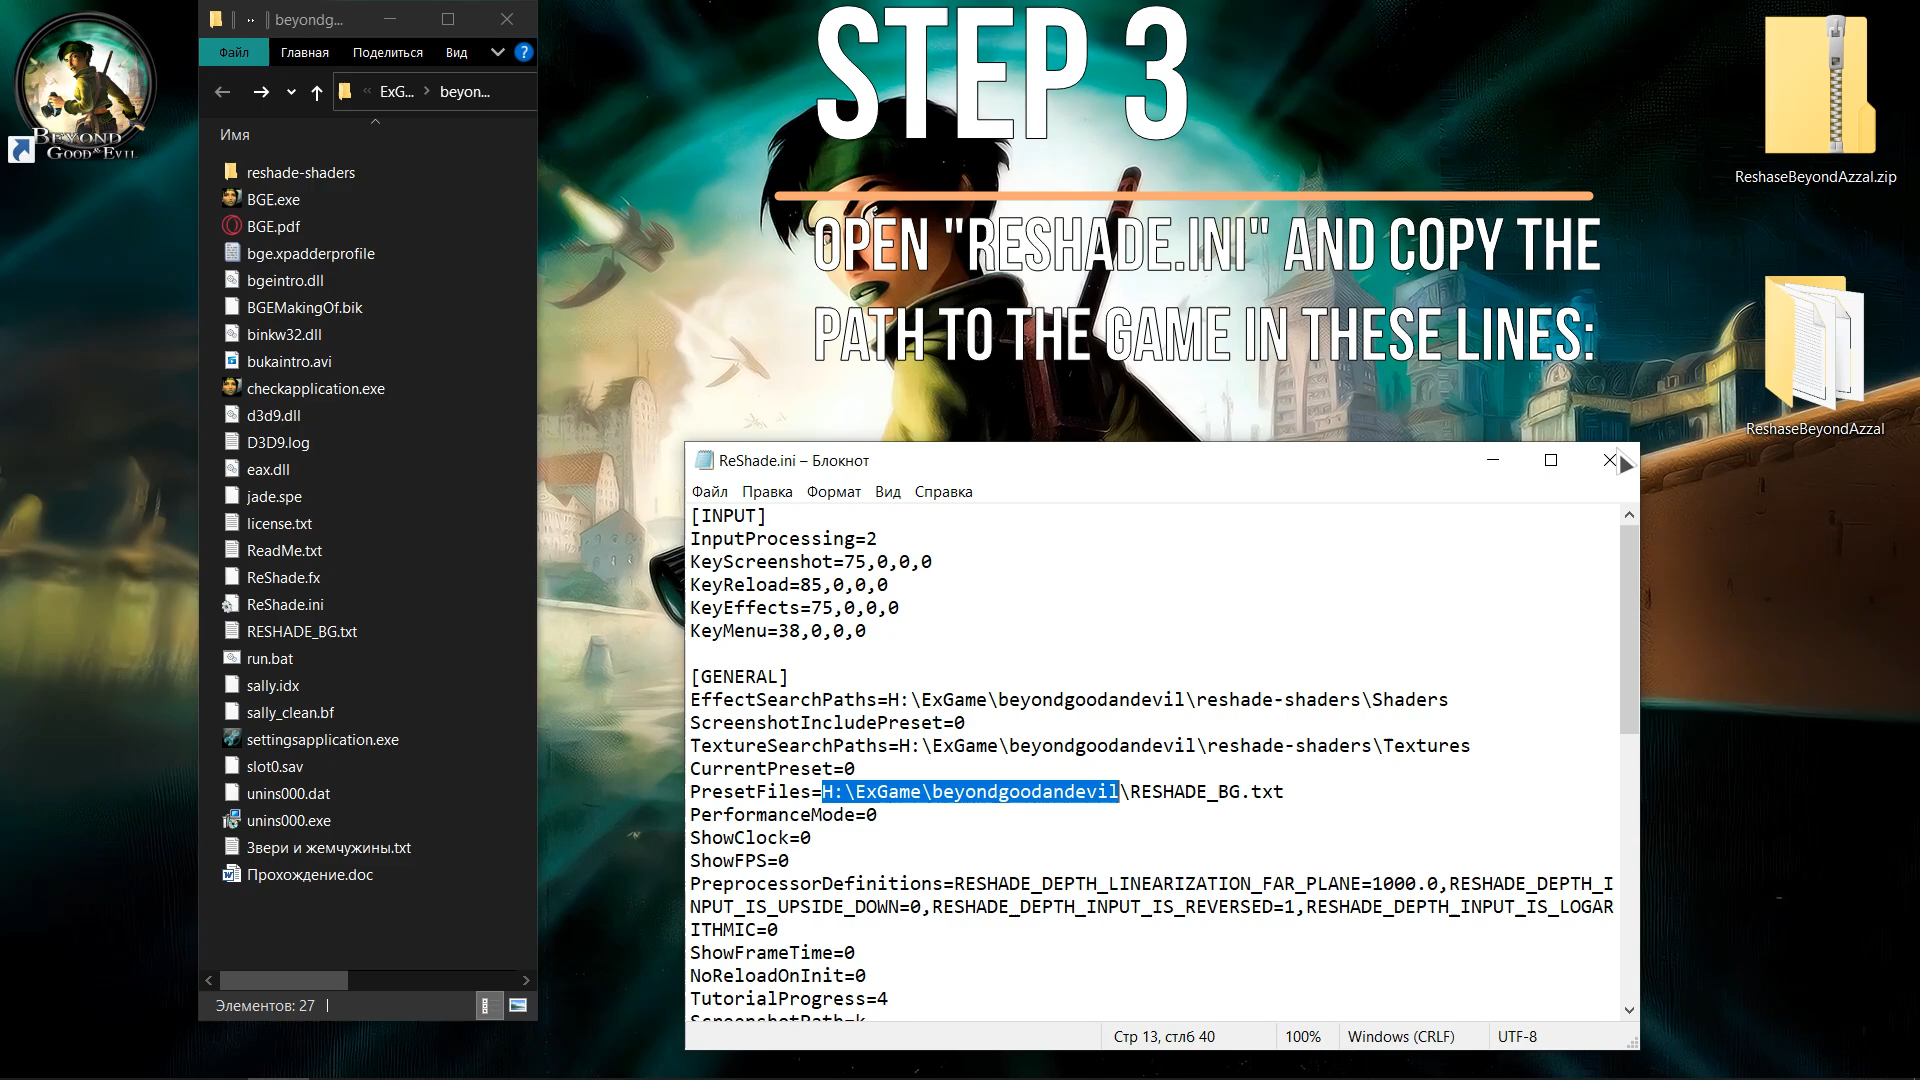 BEYOND
GOOD & EVIL
beyondg...
Файл
Главная
Поделиться
Вид
ExG...
beyon...
Имя
reshade-shaders
BGE.exe
BGE.pdf
bge.xpadderprofile
bgeintro.dll
BGEMakingOf.bik
binkw32.dll
bukaintro.avi
checkapplication.exe
d3d9.dll
D3D9.log
eax.dll
jade.spe
license.txt
ReadMe.txt
ReShade.fx
ReShade.ini
RESHADE_BG.txt
run.bat
sally.idx
sally_clean.bf
settingsapplication.exe
slot0.sav
unins000.dat
unins000.exe
Звери и жемчужины.txt
Прохождение.doc
Элементов: 27
STEP 3
OPEN "RESHADE.INI" AND COPY THE
PATH TO THE GAME IN THESE LINES:
ReshaseBeyondAzzal.zip
ReshaseBeyondAzzal
ReShade.ini – Блокнот
Файл Правка Формат Вид Справка
[INPUT]
InputProcessing=2
KeyScreenshot=75,0,0,0
KeyReload=85,0,0,0
KeyEffects=75,0,0,0
KeyMenu=38,0,0,0
[GENERAL]
EffectSearchPaths=H:\ExGame\beyondgoodandevil\reshade-shaders\Shaders
ScreenshotIncludePreset=0
TextureSearchPaths=H:\ExGame\beyondgoodandevil\reshade-shaders\Textures
CurrentPreset=0
PresetFiles=H:\ExGame\beyondgoodandevil\RESHADE_BG.txt
PerformanceMode=0
ShowClock=0
ShowFPS=0
PreprocessorDefinitions=RESHADE_DEPTH_LINEARIZATION_FAR_PLANE=1000.0,RESHADE_DEPTH_I
NPUT_IS_UPSIDE_DOWN=0,RESHADE_DEPTH_INPUT_IS_REVERSED=1,RESHADE_DEPTH_INPUT_IS_LOGAR
ITHMIC=0
ShowFrameTime=0
NoReloadOnInit=0
TutorialProgress=4
ScreenshotPath=k
Стр 13, стлб 40
100%
Windows (CRLF)
UTF-8